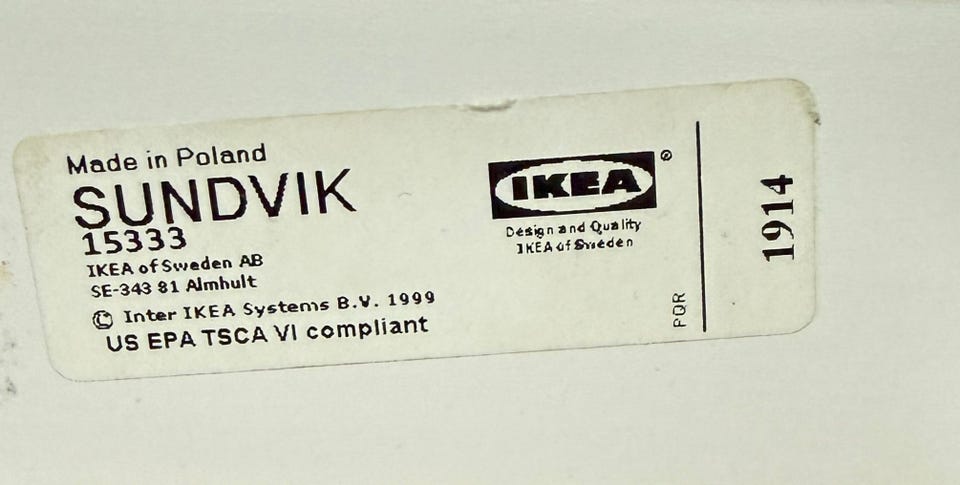 Made in Poland
SUNDVIK
15333
IKEA of Sweden AB
SE-343 81 Almhult
© Inter IKEA Systems B.V. 1999
US EPA TSCA VI compliant
IKEA®
Design and Quality
IKEA of Sweden
PQR
1914